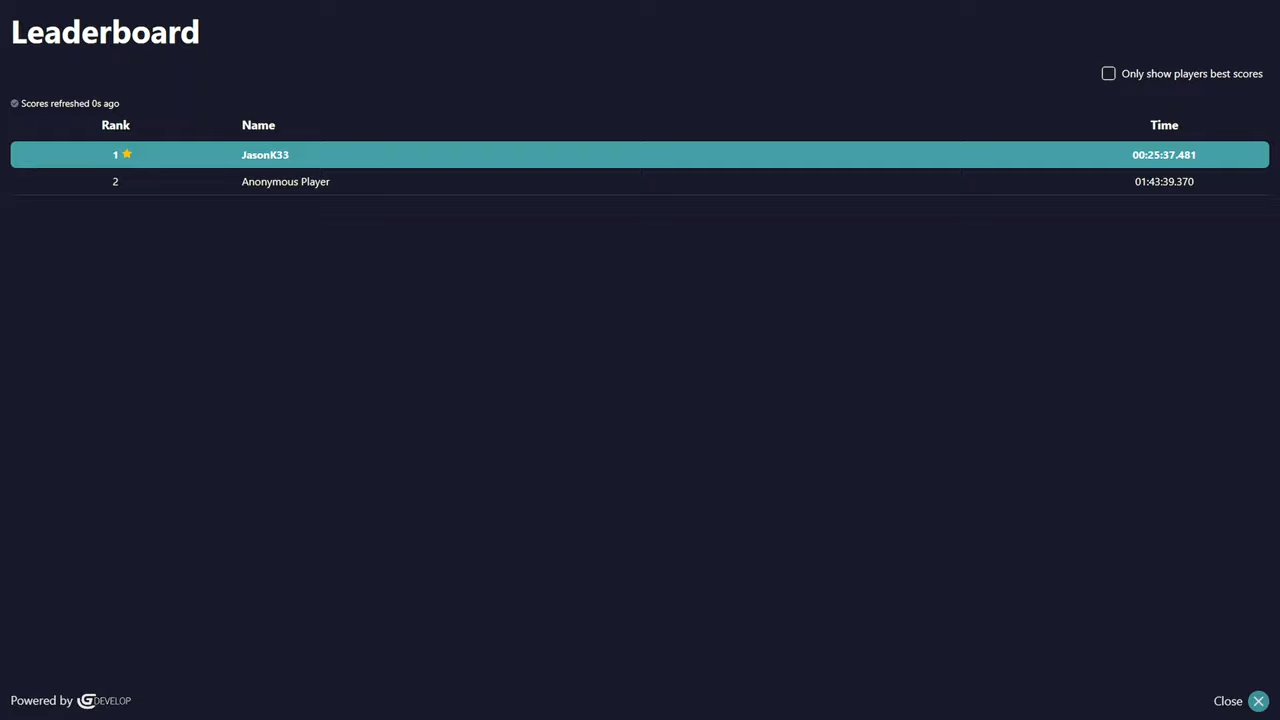 Leaderboard
Only show players best scores
Scores refreshed 0s ago
Rank Name Time
1 JasonK33 00:25:37.481
2 Anonymous Player 01:43:39.370
Powered by GDEVELOP
Close